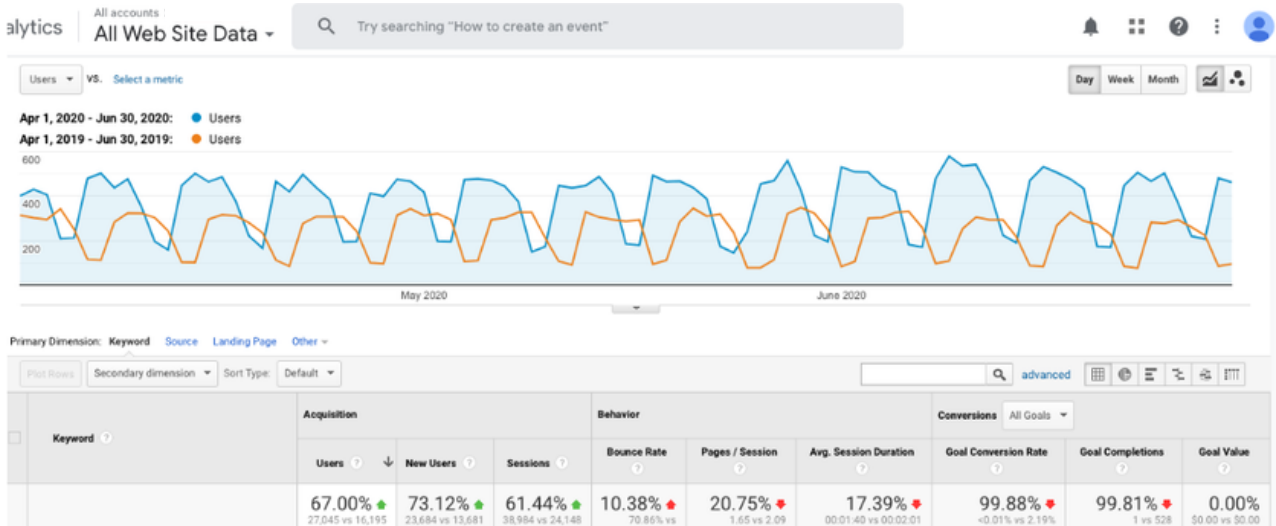 alytics
All accounts
All Web Site Data
Try searching "How to create an event"
Users VS. Select a metric
Day Week Month
Apr 1, 2020 - Jun 30, 2020: Users
Apr 1, 2019 - Jun 30, 2019: Users
600
400
200
May 2020 June 2020
Primary Dimension: Keyword Source Landing Page Other
Plot Rows Secondary dimension Sort Type: Default advanced
Acquisition Behavior Conversions All Goals
Keyword ?
Users ? New Users ? Sessions ? Bounce Rate ? Pages / Session ? Avg. Session Duration ? Goal Conversion Rate ? Goal Completions ? Goal Value ?
67.00% 73.12% 61.44% 10.38% 20.75% 17.39% 99.88% 99.81% 0.00%
27,045 vs 16,195 23,684 vs 13,681 38,984 vs 24,148 70.86% vs 1.65 vs 2.09 00:01:40 vs 00:02:01 <0.01% vs 2.19% 1 vs 528 $0.00 vs $0.00